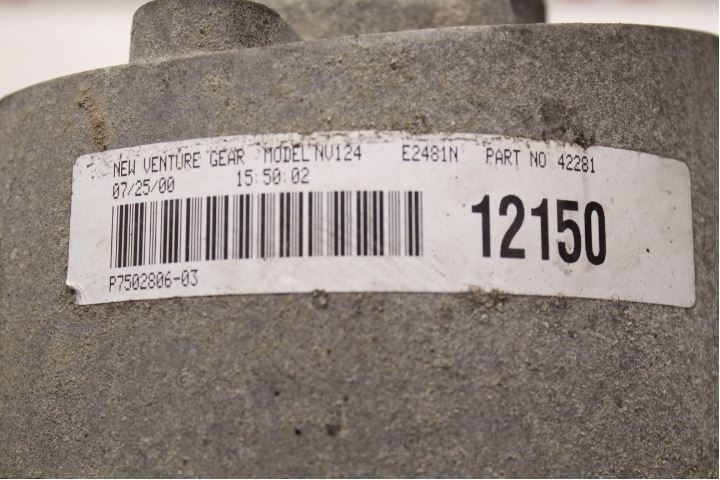 NEW VENTURE GEAR MODEL NV124 E2481N PART NO 42281
07/25/00 15:50:02
12150
P7502806-03